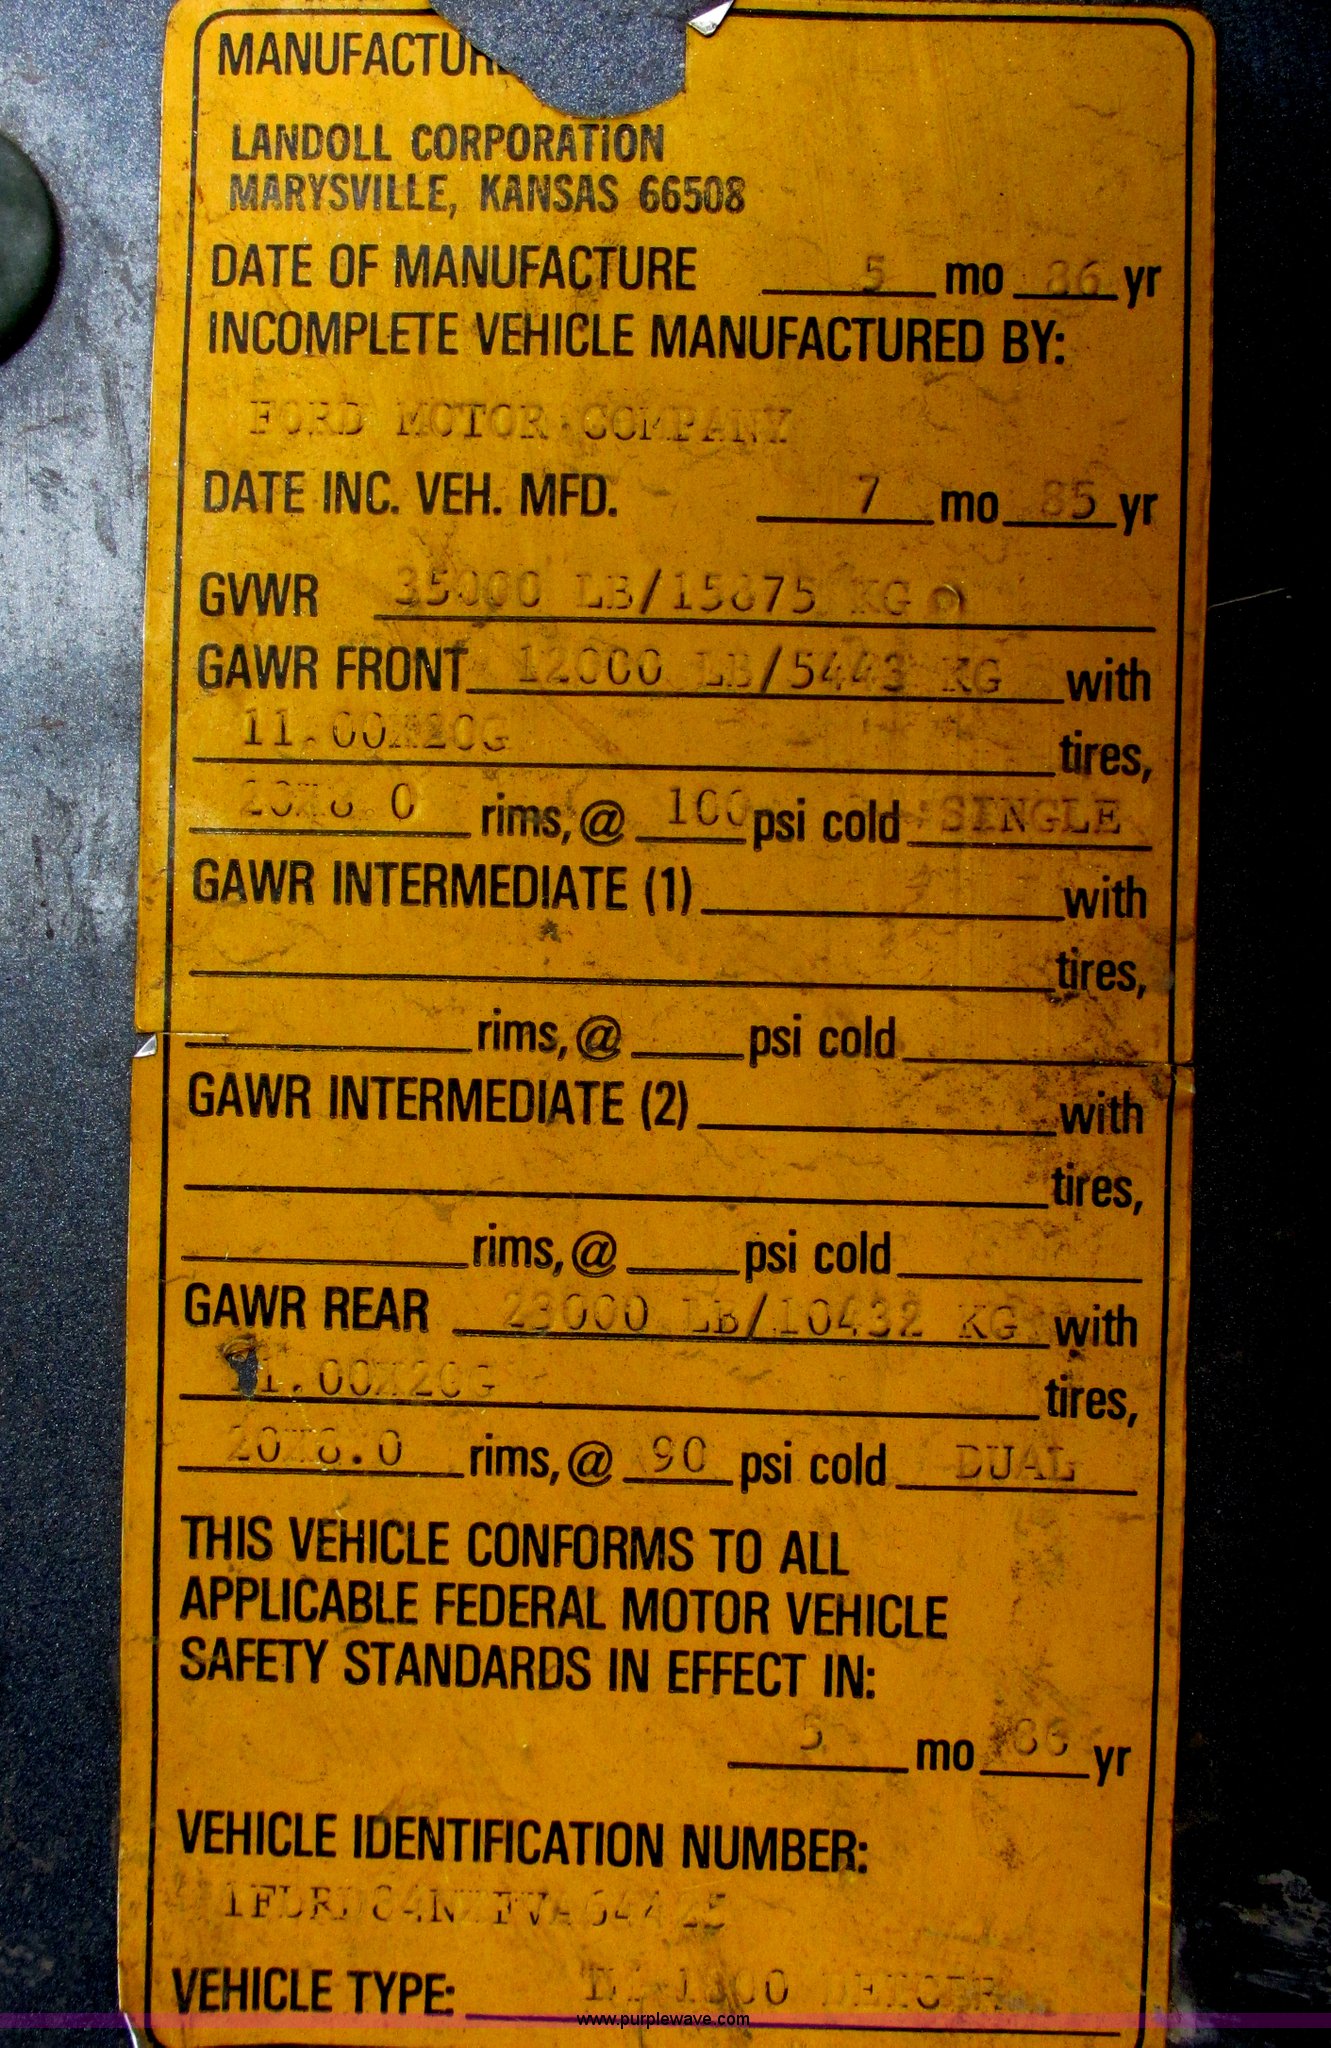 MANUFACTUR
LANDOLL CORPORATION
MARYSVILLE, KANSAS 66508
DATE OF MANUFACTURE 5 mo 86 yr
INCOMPLETE VEHICLE MANUFACTURED BY:
FORD MOTOR COMPANY
DATE INC. VEH. MFD. 7 mo 85 yr
GVWR 35000 LB/15875 KG
GAWR FRONT 12000 LB/5443 KG with
11.00X20G tires,
20X8.0 rims, @ 100 psi cold SINGLE
GAWR INTERMEDIATE (1) with
tires,
rims, @ psi cold
GAWR INTERMEDIATE (2) with
tires,
rims, @ psi cold
GAWR REAR 23000 LB/10432 KG with
11.00X20G tires,
20X8.0 rims, @ 90 psi cold DUAL
THIS VEHICLE CONFORMS TO ALL
APPLICABLE FEDERAL MOTOR VEHICLE
SAFETY STANDARDS IN EFFECT IN:
5 mo 86 yr
VEHICLE IDENTIFICATION NUMBER:
VEHICLE TYPE: DEICER
www.purplewave.com